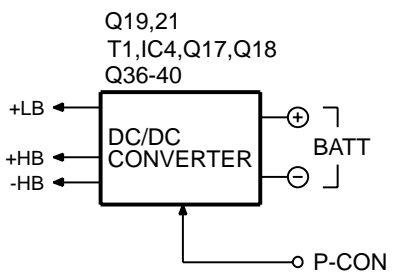 Q19,21
T1,IC4,Q17,Q18
Q36-40
+LB
+HB
-HB
DC/DC
CONVERTER
+
−
BATT
P-CON